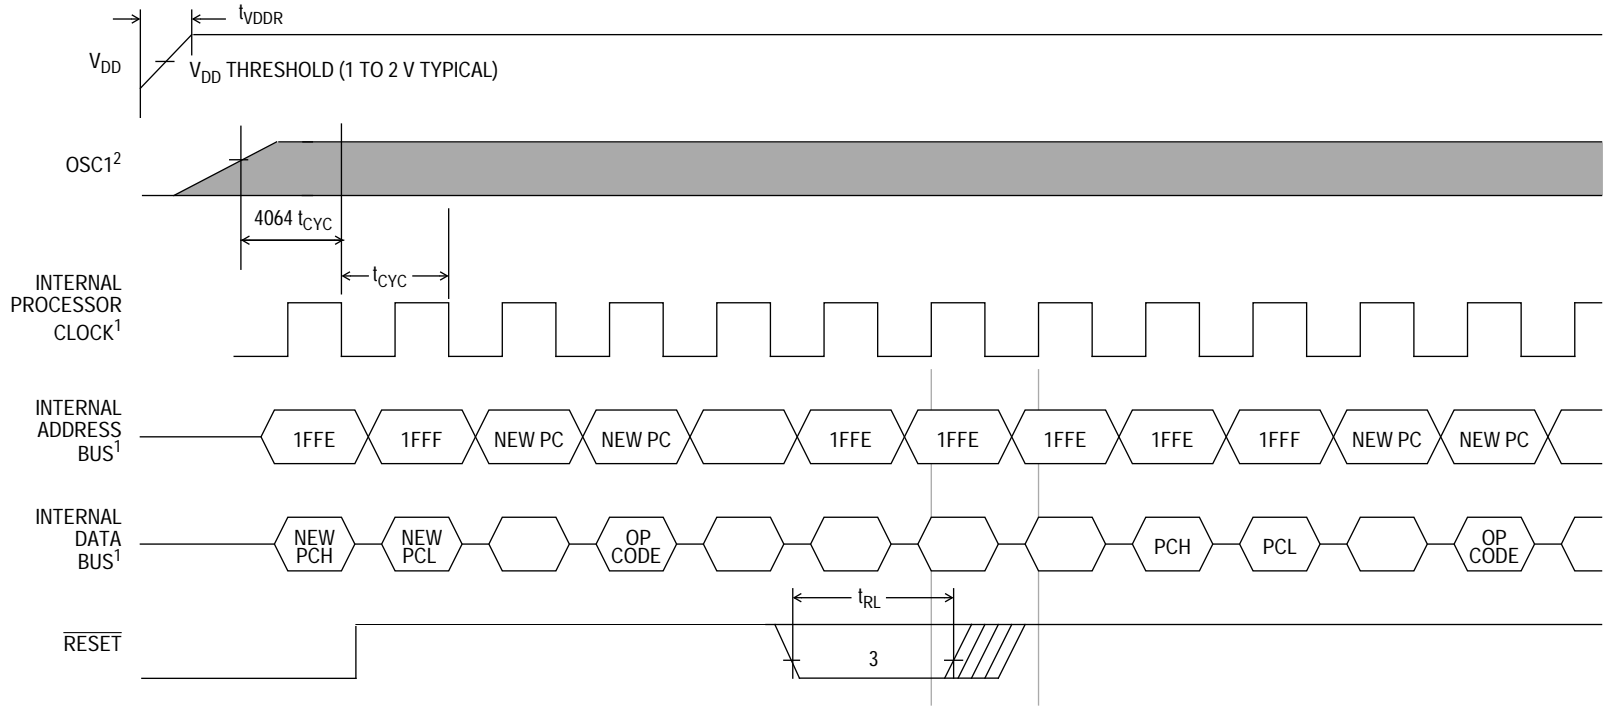 tVDDR
VDD
VDD THRESHOLD (1 TO 2 V TYPICAL)
OSC1²
4064 tCYC
tCYC
INTERNAL
PROCESSOR
CLOCK¹
INTERNAL
ADDRESS
BUS¹
1FFE 1FFF NEW PC NEW PC 1FFE 1FFE 1FFE 1FFE 1FFF NEW PC NEW PC
INTERNAL
DATA
BUS¹
NEW
PCH
NEW
PCL
OP
CODE
PCH
PCL
OP
CODE
tRL
RESET
3